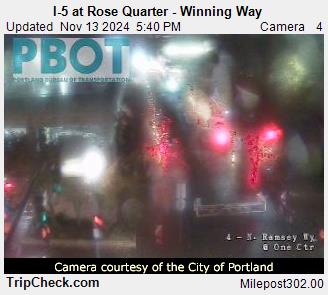 I-5 at Rose Quarter - Winning Way
Updated Nov 13 2024 5:40 PM Camera 4
PBOT
PORTLAND BUREAU OF TRANSPORTATION
4 - N. Ramsey Wy
@ One Ctr
Camera courtesy of the City of Portland
TripCheck.com Milepost302.00